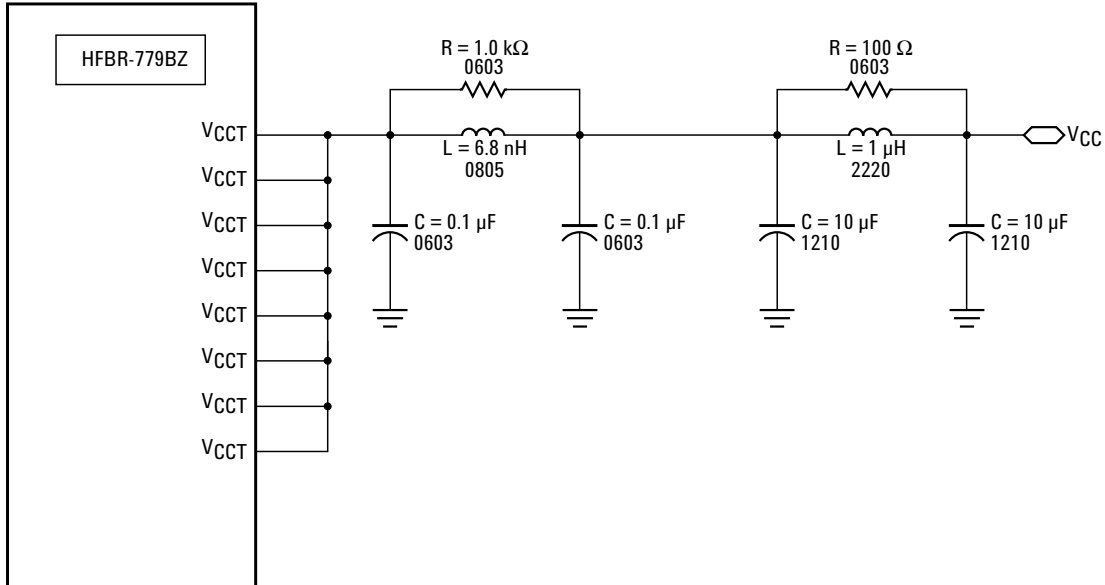 HFBR-779BZ
R = 1.0 kΩ
0603
R = 100 Ω
0603
VCCT
L = 6.8 nH
0805
L = 1 µH
2220
VCC
VCCT
VCCT
C = 0.1 µF
0603
C = 0.1 µF
0603
C = 10 µF
1210
C = 10 µF
1210
VCCT
VCCT
VCCT
VCCT
VCCT